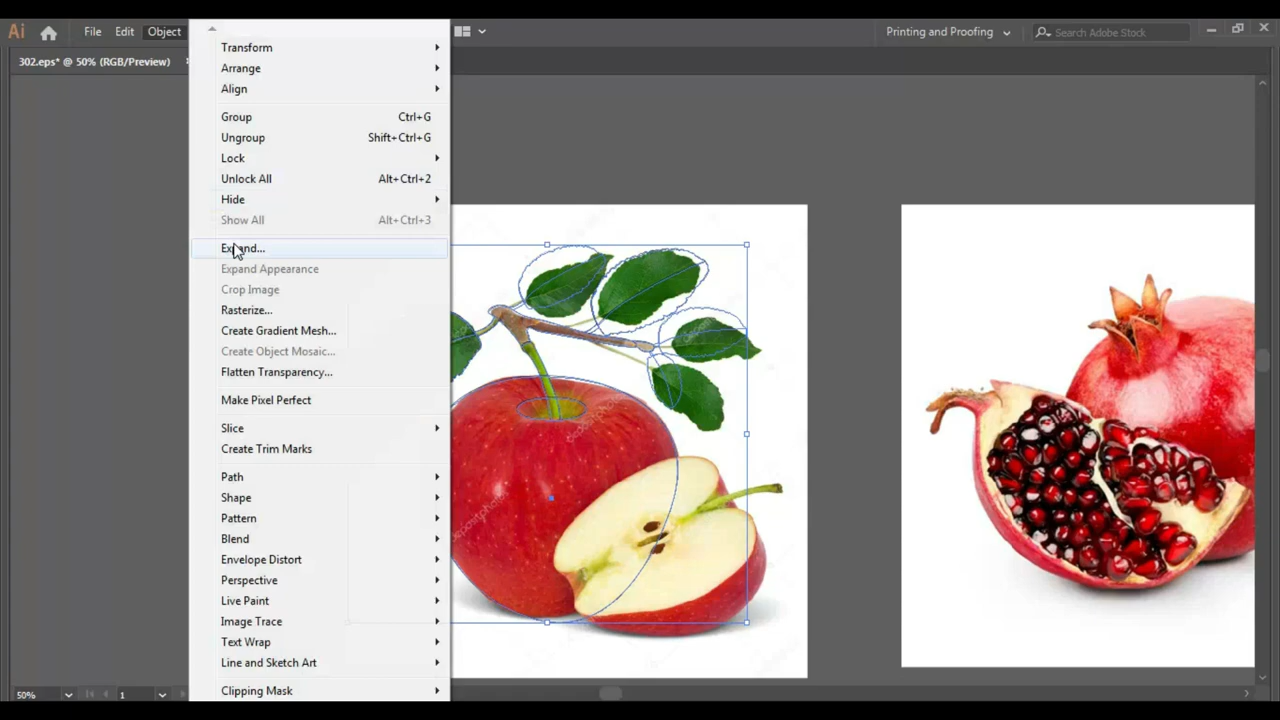 Ai File Edit Object Printing and Proofing Search Adobe Stock
302.eps* @ 50% (RGB/Preview)
Transform
Arrange
Align
Group Ctrl+G
Ungroup Shift+Ctrl+G
Lock
Unlock All Alt+Ctrl+2
Hide
Show All Alt+Ctrl+3
Expand...
Expand Appearance
Crop Image
Rasterize...
Create Gradient Mesh...
Create Object Mosaic...
Flatten Transparency...
Make Pixel Perfect
Slice
Create Trim Marks
Path
Shape
Pattern
Blend
Envelope Distort
Perspective
Live Paint
Image Trace
Text Wrap
Line and Sketch Art
Clipping Mask
50% 1